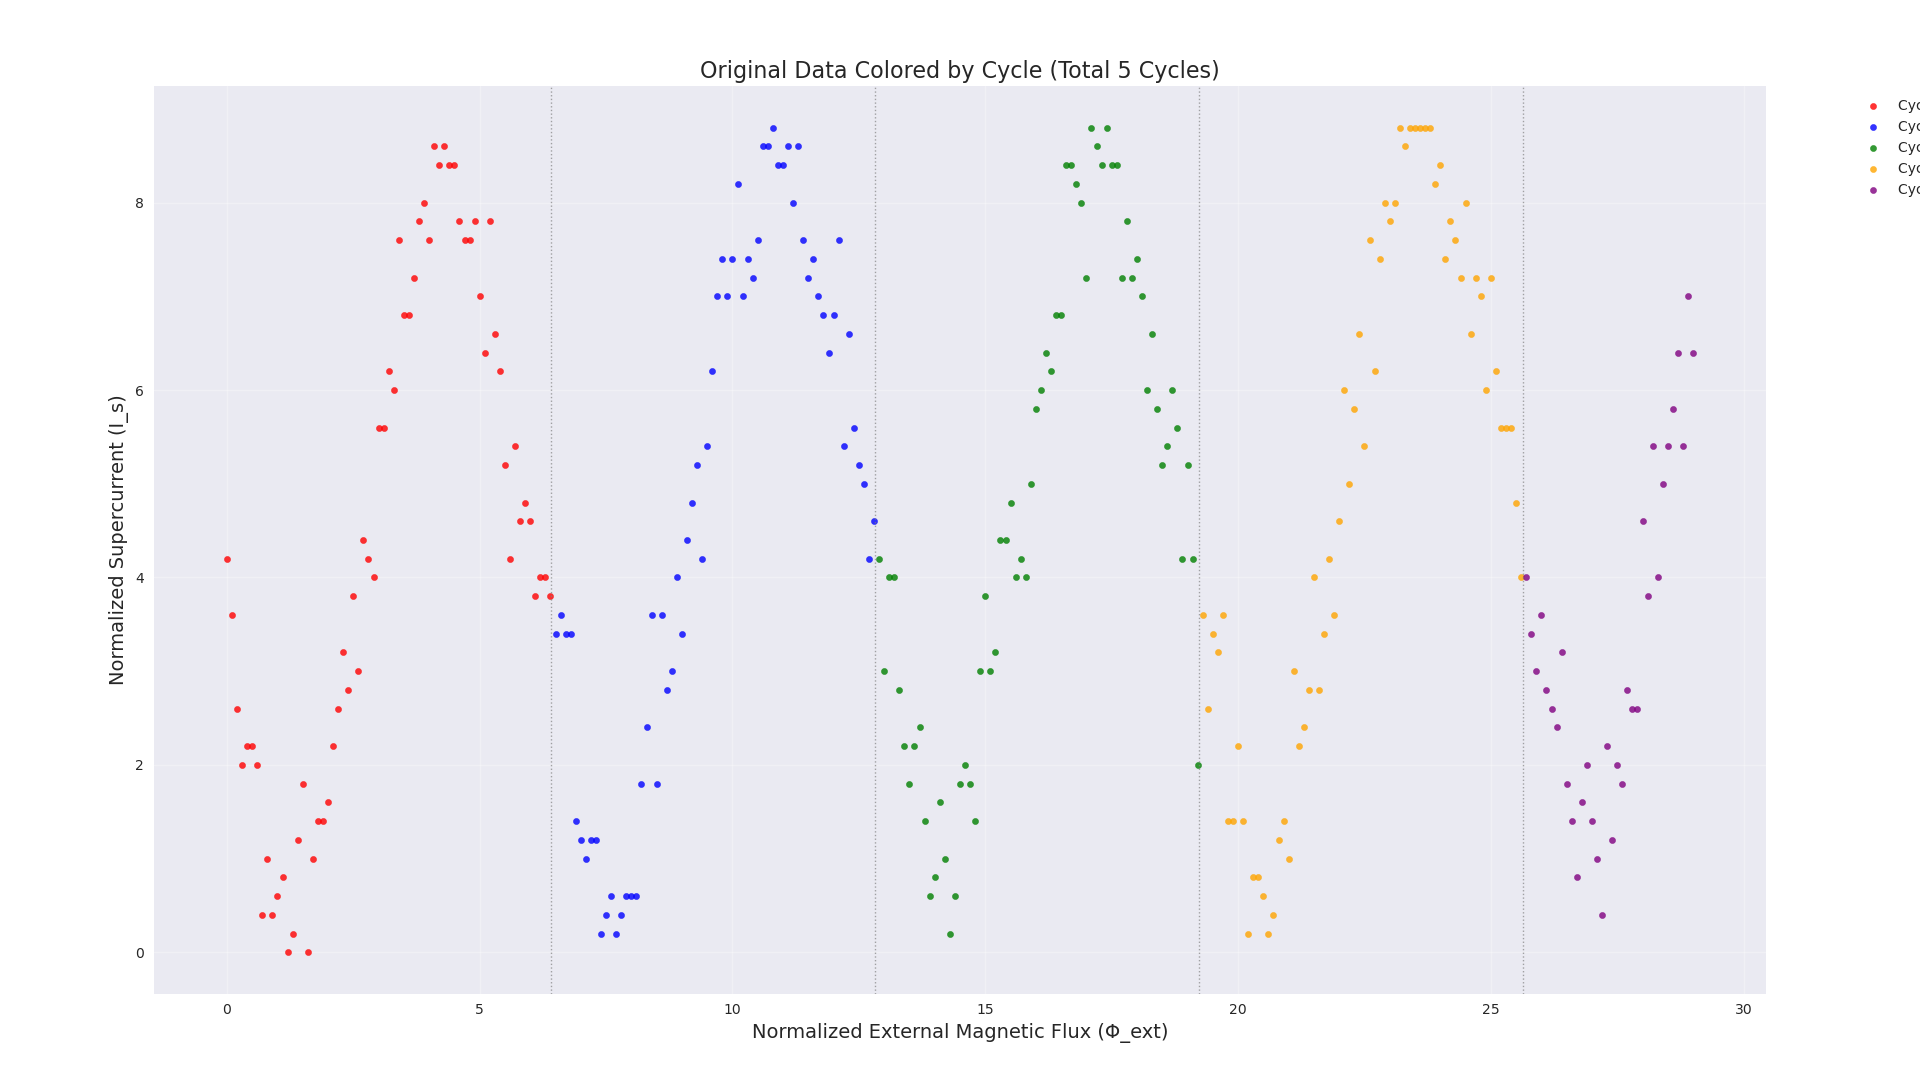 Original Data Colored by Cycle (Total 5 Cycles)
Normalized Supercurrent (I_s)
8
6
4
2
0
0 5 10 15 20 25 30
Normalized External Magnetic Flux (Φ_ext)
Cyc
Cyc
Cyc
Cyc
Cyc